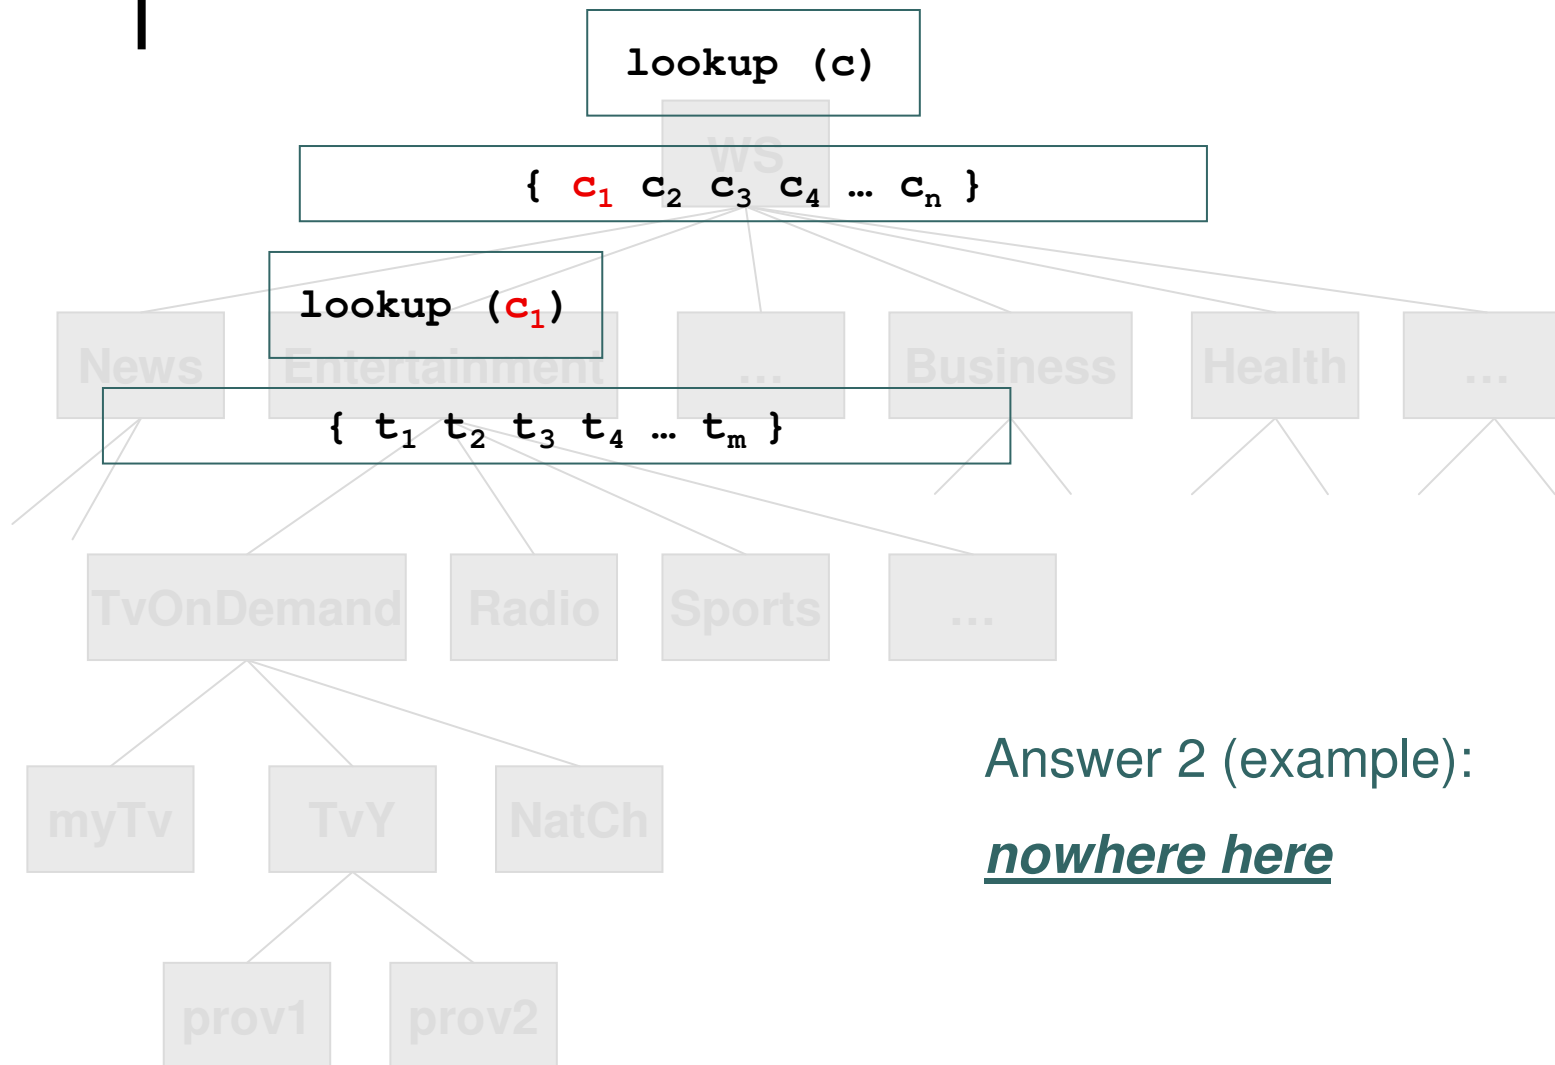 lookup (c)
WS
{ c1 c2 c3 c4 … cn }
lookup (c1)
News Entertainment … Business Health …
{ t1 t2 t3 t4 … tm }
TvOnDemand Radio Sports …
myTv TvY NatCh
Answer 2 (example):
nowhere here
prov1 prov2